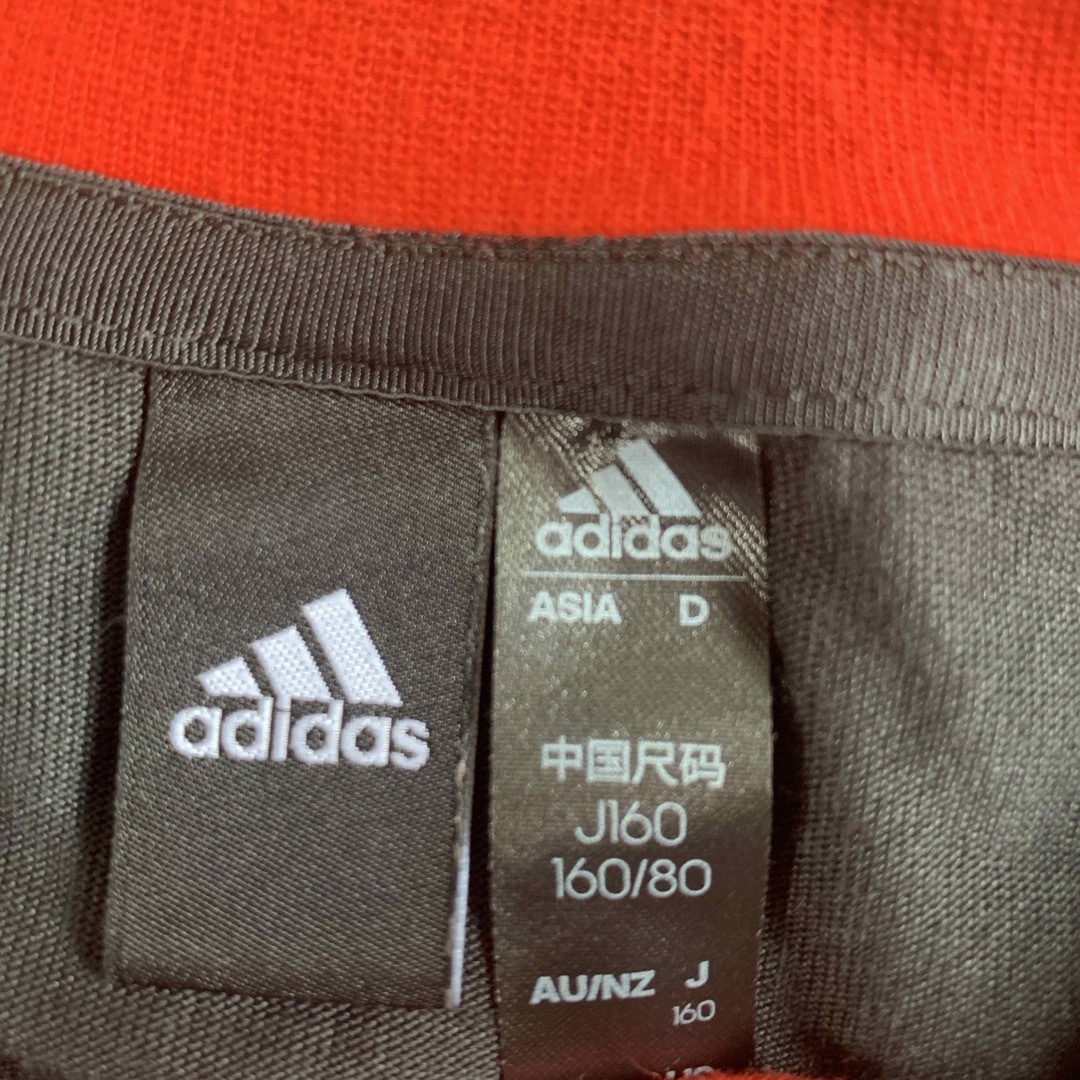 adidas
adidas
ASIA D
中国尺码
J160
160/80
AU/NZ J
160